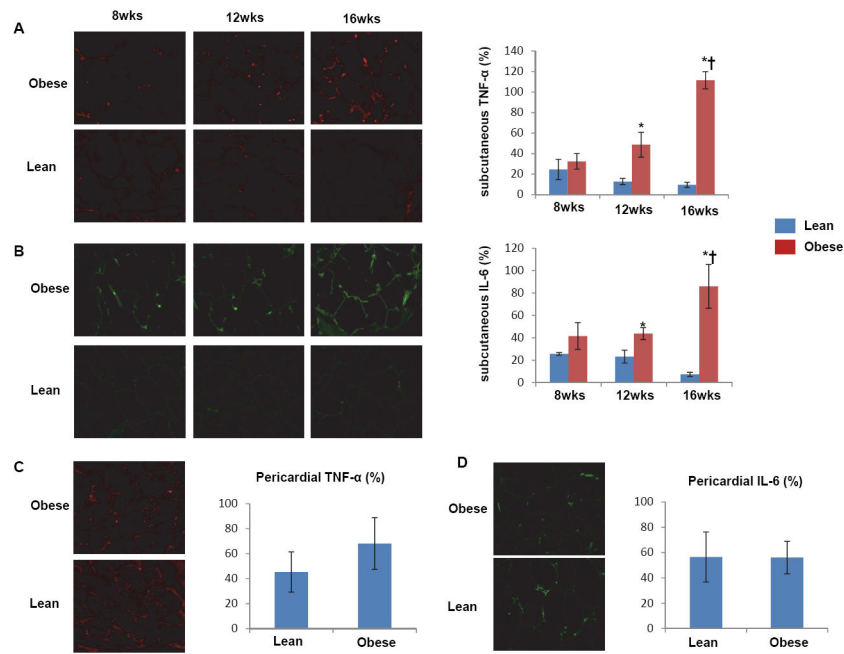 8wks
12wks
16wks
A
Obese
Lean
subcutaneous TNF-α (%)
140
120
100
80
60
40
20
0
*
*†
8wks
12wks
16wks
Lean
Obese
B
Obese
Lean
subcutaneous IL-6 (%)
120
100
80
60
40
20
0
*
*†
8wks
12wks
16wks
C
Obese
Lean
Pericardial TNF-α (%)
100
80
60
40
20
0
Lean
Obese
D
Obese
Lean
Pericardial IL-6 (%)
100
80
60
40
20
0
Lean
Obese